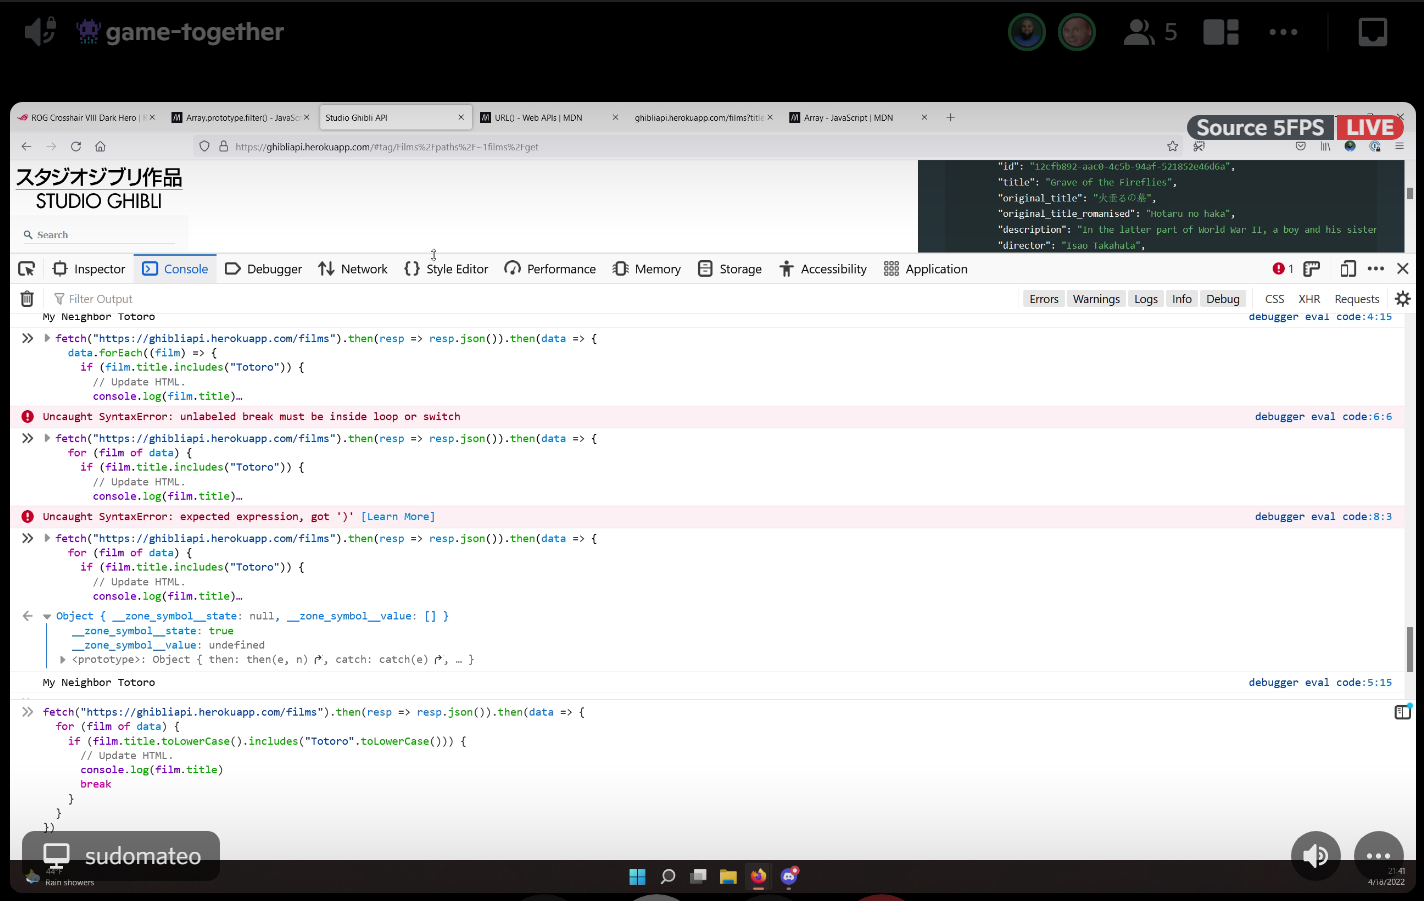 game-together
5
ROG Crosshair VIII Dark Hero |
Array.prototype.filter() - JavaSc
Studio Ghibli API
URL() - Web APIs | MDN
ghibliapi.herokuapp.com/films?title
Array - JavaScript | MDN
Source 5FPS
LIVE
https://ghibliapi.herokuapp.com/#tag/Films%2Fpaths%2F~1films%2Fget
スタジオジブリ作品
STUDIO GHIBLI
Search
"id": "12cfb892-aac0-4c5b-94af-521852e46d6a",
"title": "Grave of the Fireflies",
"original_title": "火垂るの墓",
"original_title_romanised": "Hotaru no haka",
"description": "In the latter part of World War II, a boy and his sister
"director": "Isao Takahata",
Inspector
Console
Debugger
Network
Style Editor
Performance
Memory
Storage
Accessibility
Application
1
Filter Output
Errors
Warnings
Logs
Info
Debug
CSS
XHR
Requests
My Neighbor Totoro
debugger eval code:4:15
fetch("https://ghibliapi.herokuapp.com/films").then(resp => resp.json()).then(data => {
data.forEach((film) => {
if (film.title.includes("Totoro")) {
// Update HTML.
console.log(film.title)…
Uncaught SyntaxError: unlabeled break must be inside loop or switch
debugger eval code:6:6
fetch("https://ghibliapi.herokuapp.com/films").then(resp => resp.json()).then(data => {
for (film of data) {
if (film.title.includes("Totoro")) {
// Update HTML.
console.log(film.title)…
Uncaught SyntaxError: expected expression, got ')' [Learn More]
debugger eval code:8:3
fetch("https://ghibliapi.herokuapp.com/films").then(resp => resp.json()).then(data => {
for (film of data) {
if (film.title.includes("Totoro")) {
// Update HTML.
console.log(film.title)…
Object { __zone_symbol__state: null, __zone_symbol__value: [] }
__zone_symbol__state: true
__zone_symbol__value: undefined
<prototype>: Object { then: then(e, n), catch: catch(e), … }
My Neighbor Totoro
debugger eval code:5:15
fetch("https://ghibliapi.herokuapp.com/films").then(resp => resp.json()).then(data => {
for (film of data) {
if (film.title.toLowerCase().includes("Totoro".toLowerCase())) {
// Update HTML.
console.log(film.title)
break
}
}
})
sudomateo
44°F
Rain showers
21:41
4/18/2022